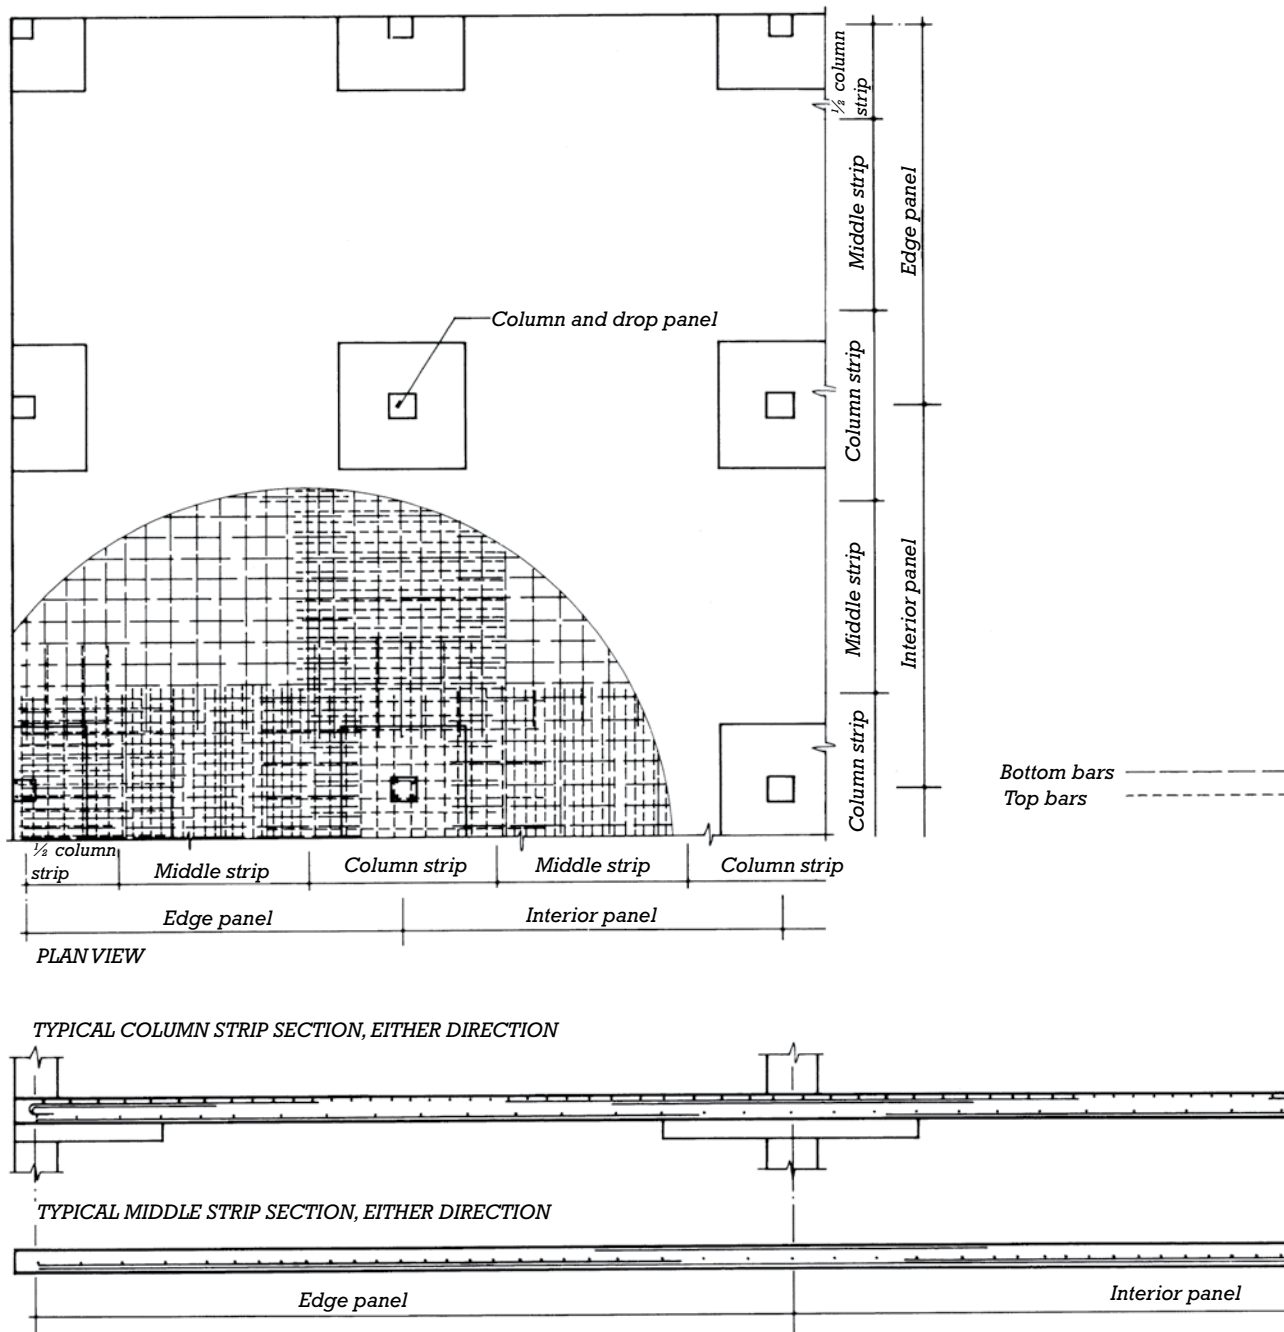 ½ column
strip
Middle strip
Edge panel
Column and drop panel
Column strip
Middle strip
Interior panel
Column strip
Bottom bars
Top bars
½ column
strip
Middle strip
Column strip
Middle strip
Column strip
Edge panel
Interior panel
PLAN VIEW
TYPICAL COLUMN STRIP SECTION, EITHER DIRECTION
TYPICAL MIDDLE STRIP SECTION, EITHER DIRECTION
Edge panel
Interior panel